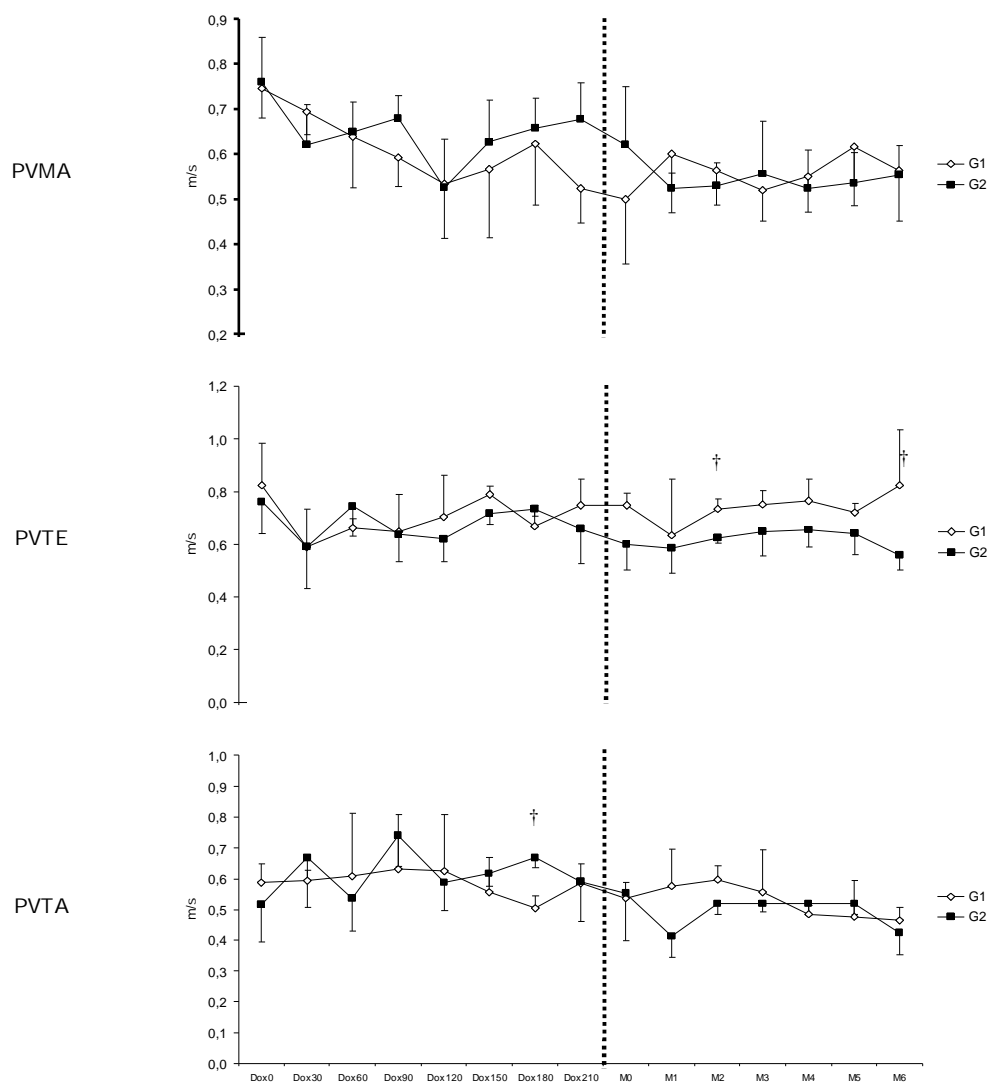 PVMA
m/s
0,9
0,8
0,7
0,6
0,5
0,4
0,3
0,2
G1
G2
PVTE
m/s
1,2
1,0
0,8
0,6
0,4
0,2
0,0
†
†
G1
G2
PVTA
m/s
1,0
0,9
0,8
0,7
0,6
0,5
0,4
0,3
0,2
0,1
0,0
†
G1
G2
Dox0 Dox30 Dox60 Dox90 Dox120 Dox150 Dox180 Dox210 M0 M1 M2 M3 M4 M5 M6